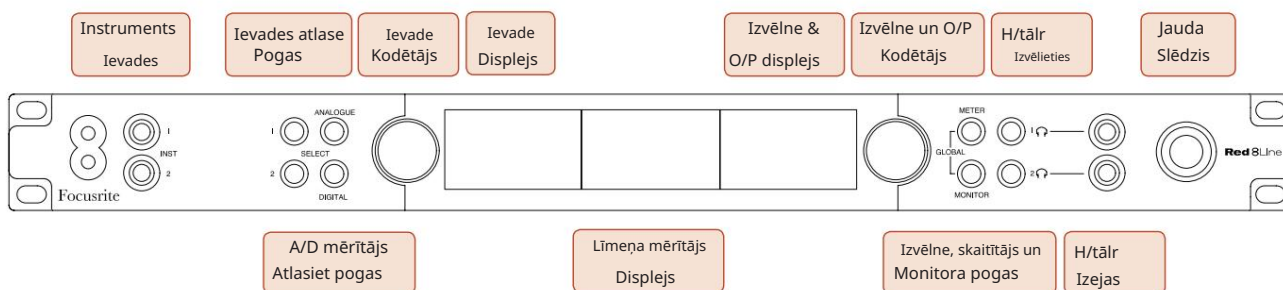 Instruments
Ievades
Ievades atlase
Pogas
Ievade
Kodētājs
Ievade
Displejs
Izvēlne &
O/P displejs
Izvēlne un O/P
Kodētājs
H/tālr
Izvēlieties
Jauda
Slēdzis
ANALOGUE
METER
1
1
1
INST
SELECT
GLOBAL
Red8Line
2
2
2
Focusrite
DIGITAL
MONITOR
A/D mērītājs
Atlasiet pogas
Līmeņa mērītājs
Displejs
Izvēlne, skaitītājs un
Monitora pogas
H/tālr
Izejas